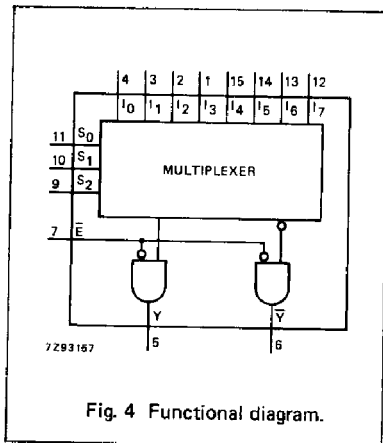 4 3 2 1 15 14 13 12
I0 I1 I2 I3 I4 I5 I6 I7
11 S0
10 S1
MULTIPLEXER
9 S2
7 E̅
Y Y̅
7Z93167
5 6
Fig. 4 Functional diagram.